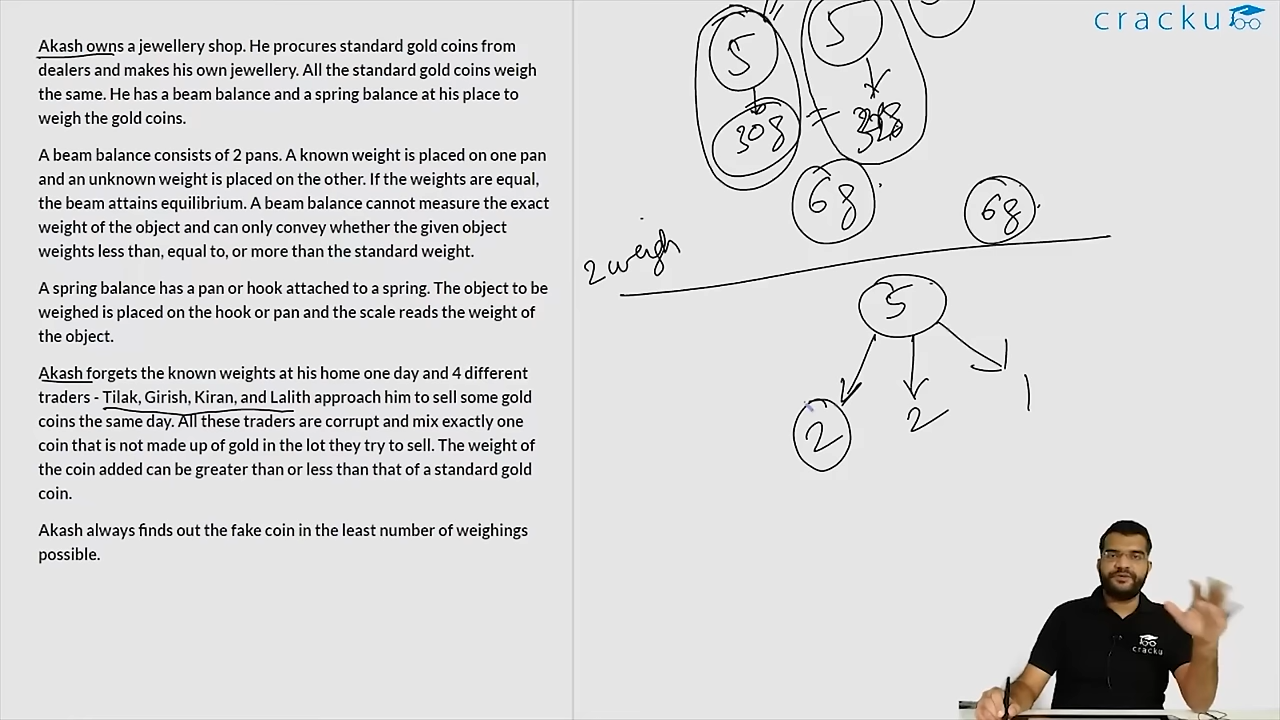 cracku
Akash owns a jewellery shop. He procures standard gold coins from
dealers and makes his own jewellery. All the standard gold coins weigh
the same. He has a beam balance and a spring balance at his place to
weigh the gold coins.
A beam balance consists of 2 pans. A known weight is placed on one pan
and an unknown weight is placed on the other. If the weights are equal,
the beam attains equilibrium. A beam balance cannot measure the exact
weight of the object and can only convey whether the given object
weights less than, equal to, or more than the standard weight.
A spring balance has a pan or hook attached to a spring. The object to be
weighed is placed on the hook or pan and the scale reads the weight of
the object.
Akash forgets the known weights at his home one day and 4 different
traders - Tilak, Girish, Kiran, and Lalith approach him to sell some gold
coins the same day. All these traders are corrupt and mix exactly one
coin that is not made up of gold in the lot they try to sell. The weight of
the coin added can be greater than or less than that of a standard gold
coin.
Akash always finds out the fake coin in the least number of weighings
possible.
5 5
30g =
6g 6g
2 weigh
5
2 2 1
cracku